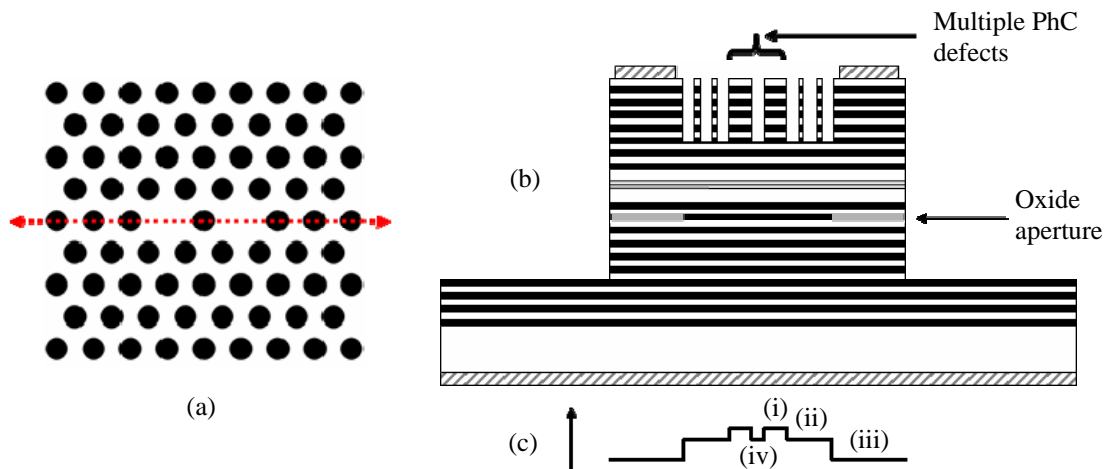 Multiple PhC
defects
(b)
Oxide
aperture
(a)
(i)
(ii)
(c)
(iii)
(iv)